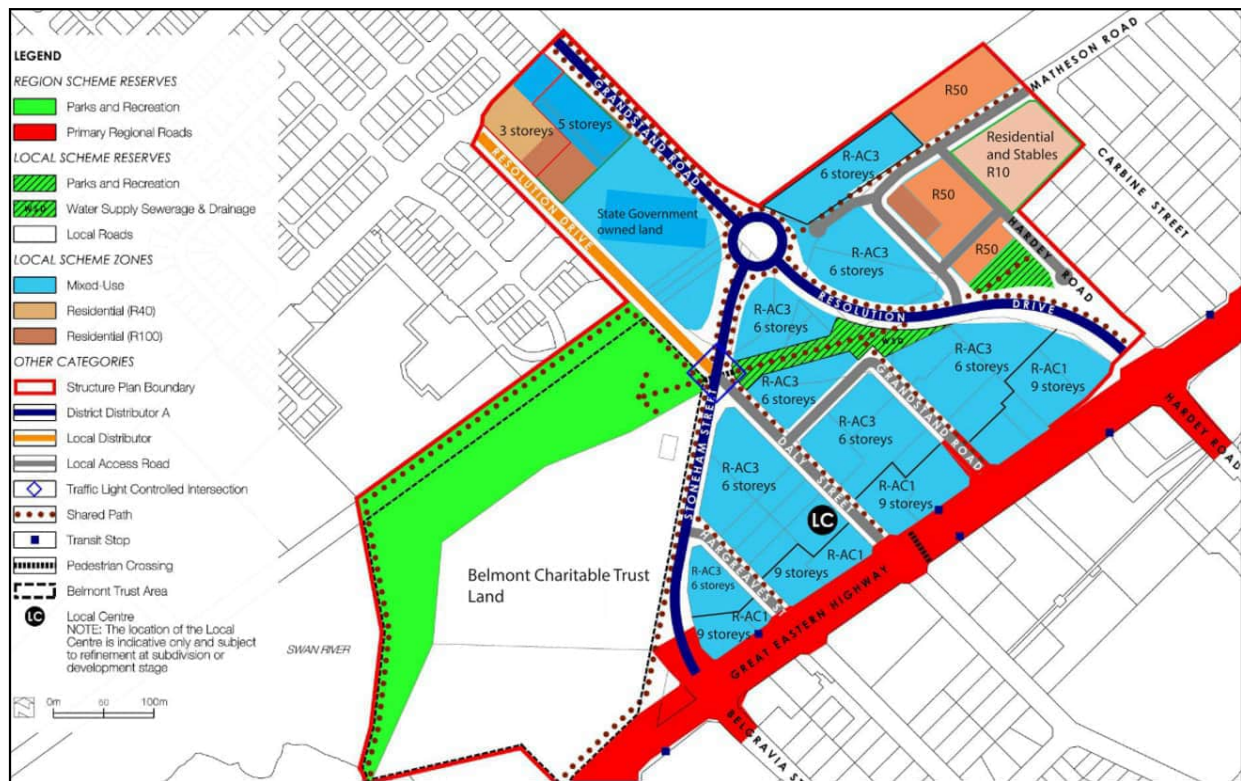 LEGEND
REGION SCHEME RESERVES
Parks and Recreation
Primary Regional Roads
LOCAL SCHEME RESERVES
Parks and Recreation
WSD
Water Supply Sewerage & Drainage
Local Roads
LOCAL SCHEME ZONES
Mixed-Use
Residential (R40)
Residential (R100)
OTHER CATEGORIES
Structure Plan Boundary
District Distributor A
Local Distributor
Local Access Road
Traffic Light Controlled Intersection
Shared Path
Transit Stop
Pedestrian Crossing
Belmont Trust Area
LC
Local Centre
NOTE: The location of the Local
Centre is indicative only and subject
to refinement at subdivision or
development stage
0m 50 100m
SWAN RIVER
GRANDSTAND ROAD
3 storeys
5 storeys
RESOLUTION DRIVE
State Government
owned land
R50
MATHESON ROAD
R-AC3
6 storeys
Residential
and Stables
R10
CARBINE STREET
R50
R50
HARDEY ROAD
R-AC3
6 storeys
RESOLUTION DRIVE
R-AC3
6 storeys
WSD
R-AC3
6 storeys
R-AC1
9 storeys
R-AC3
6 storeys
GRANDSTAND ROAD
HARDEY ROAD
R-AC3
6 storeys
DALY STREET
STONEHAM STREET
R-AC3
6 storeys
R-AC1
9 storeys
LC
HARGREAVES S
R-AC1
9 storeys
R-AC3
6 storeys
R-AC1
9 storeys
Belmont Charitable Trust
Land
GREAT EASTERN HIGHWAY
BELGRAVIA ST